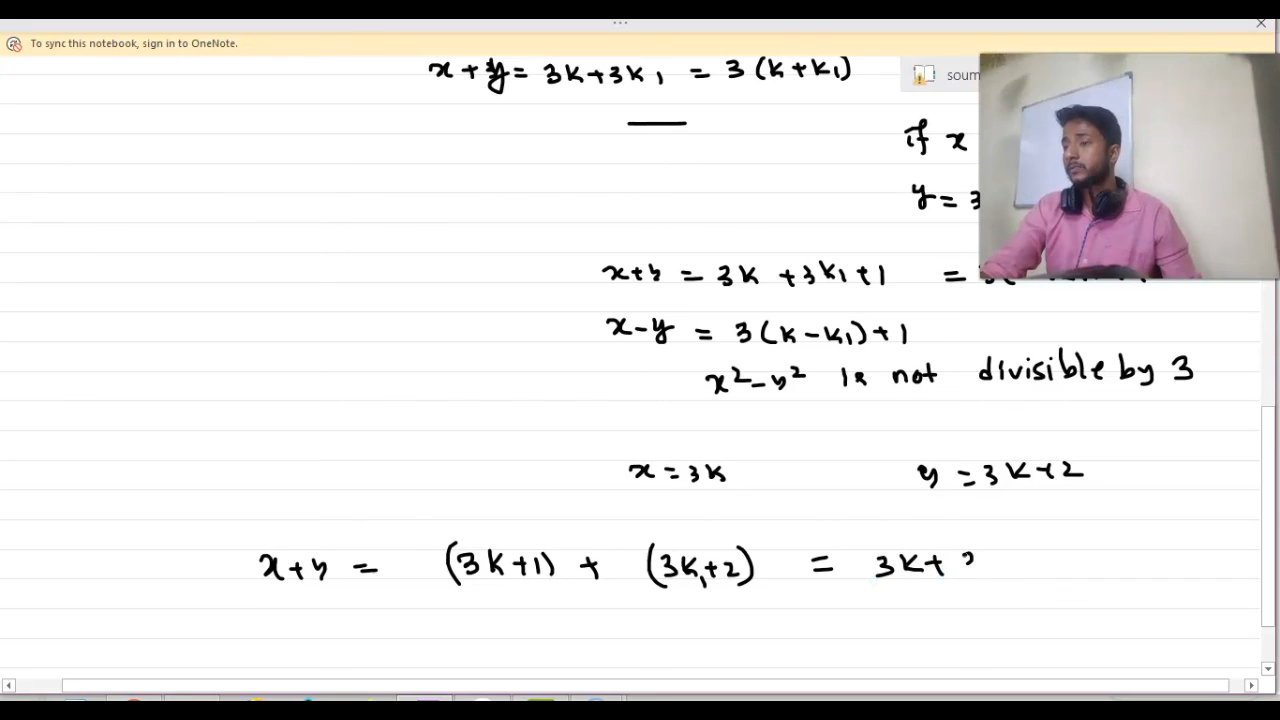 To sync this notebook, sign in to OneNote.
x + y = 3k + 3k₁ = 3 (k + k₁)
soum
if x
y = 3
x + y = 3k + 3k₁ + 1 =
x - y = 3(k - k₁) + 1
x² - y² is not divisible by 3
x = 3k y = 3k + 2
x + y = (3k + 1) + (3k₁ + 2) = 3k +